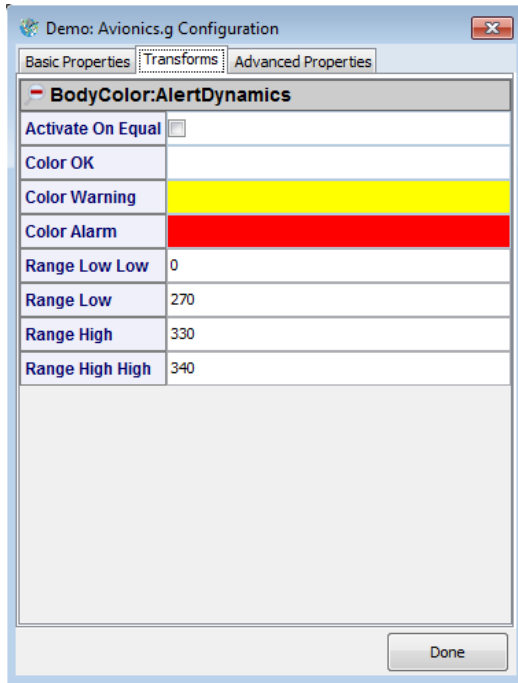 Demo: Avionics.g Configuration
Basic Properties Transforms Advanced Properties
BodyColor:AlertDynamics
Activate On Equal
Color OK
Color Warning
Color Alarm
Range Low Low 0
Range Low 270
Range High 330
Range High High 340
Done